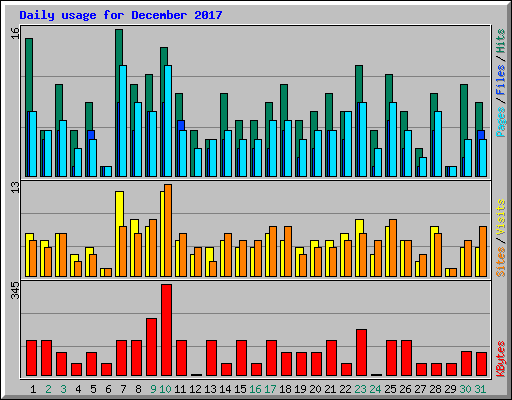 Daily usage for December 2017
16
Pages / Files / Hits
13
Sites / Visits
345
KBytes
1 2 3 4 5 6 7 8 9 10 11 12 13 14 15 16 17 18 19 20 21 22 23 24 25 26 27 28 29 30 31